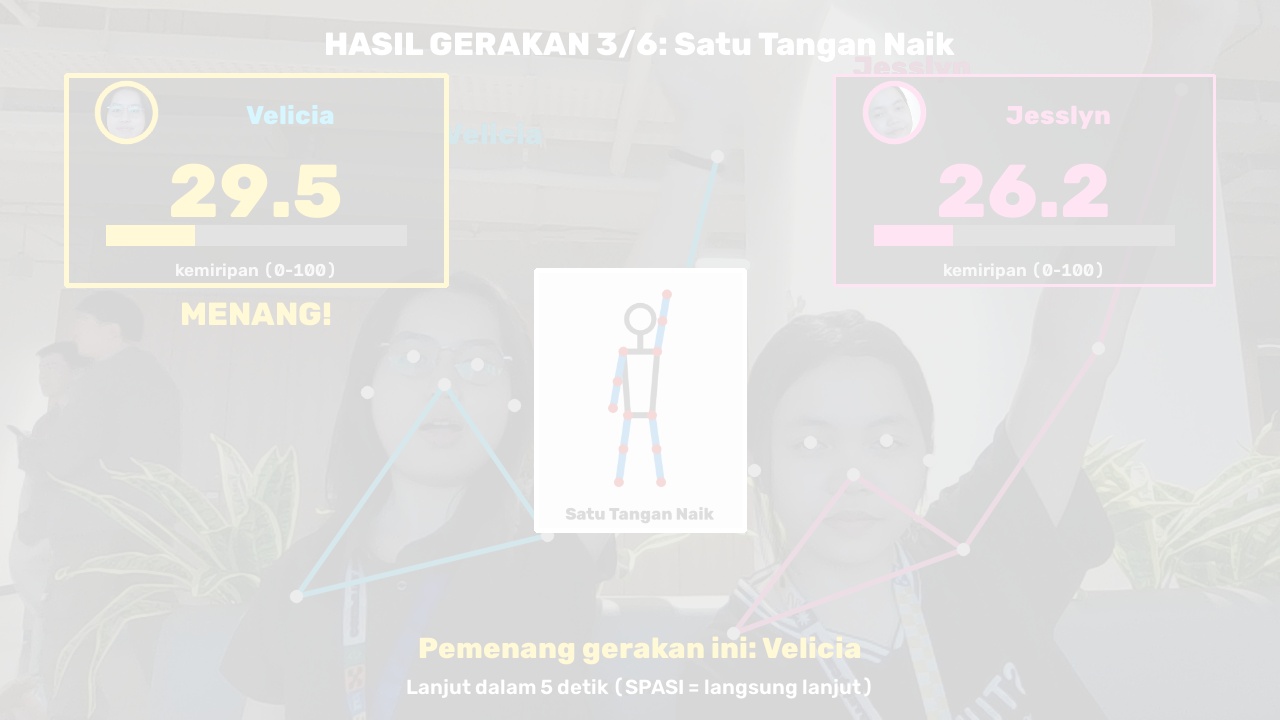 HASIL GERAKAN 3/6: Satu Tangan Naik
Jesslyn
Velicia
Jesslyn
Velicia
29.5
26.2
kemiripan (0-100)
kemiripan (0-100)
MENANG!
Satu Tangan Naik
Pemenang gerakan ini: Velicia
Lanjut dalam 5 detik (SPASI = langsung lanjut)